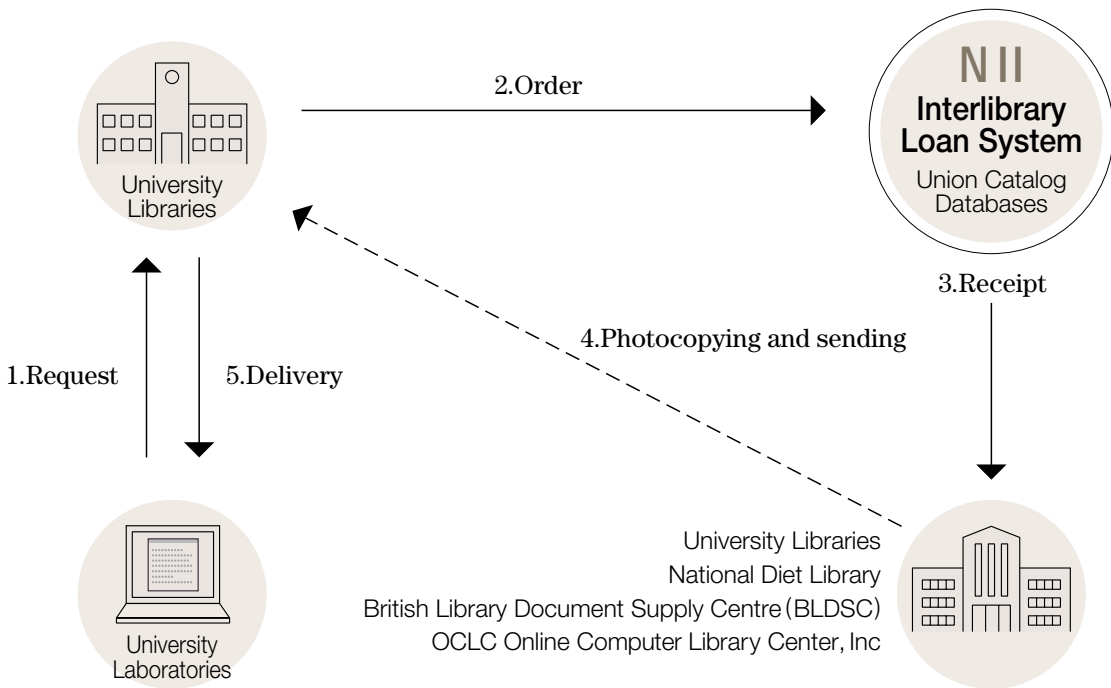 2.Order
NII
Interlibrary
Loan System
Union Catalog
Databases
University
Libraries
3.Receipt
4.Photocopying and sending
1.Request
5.Delivery
University Libraries
National Diet Library
British Library Document Supply Centre (BLDSC)
OCLC Online Computer Library Center, Inc
University
Laboratories